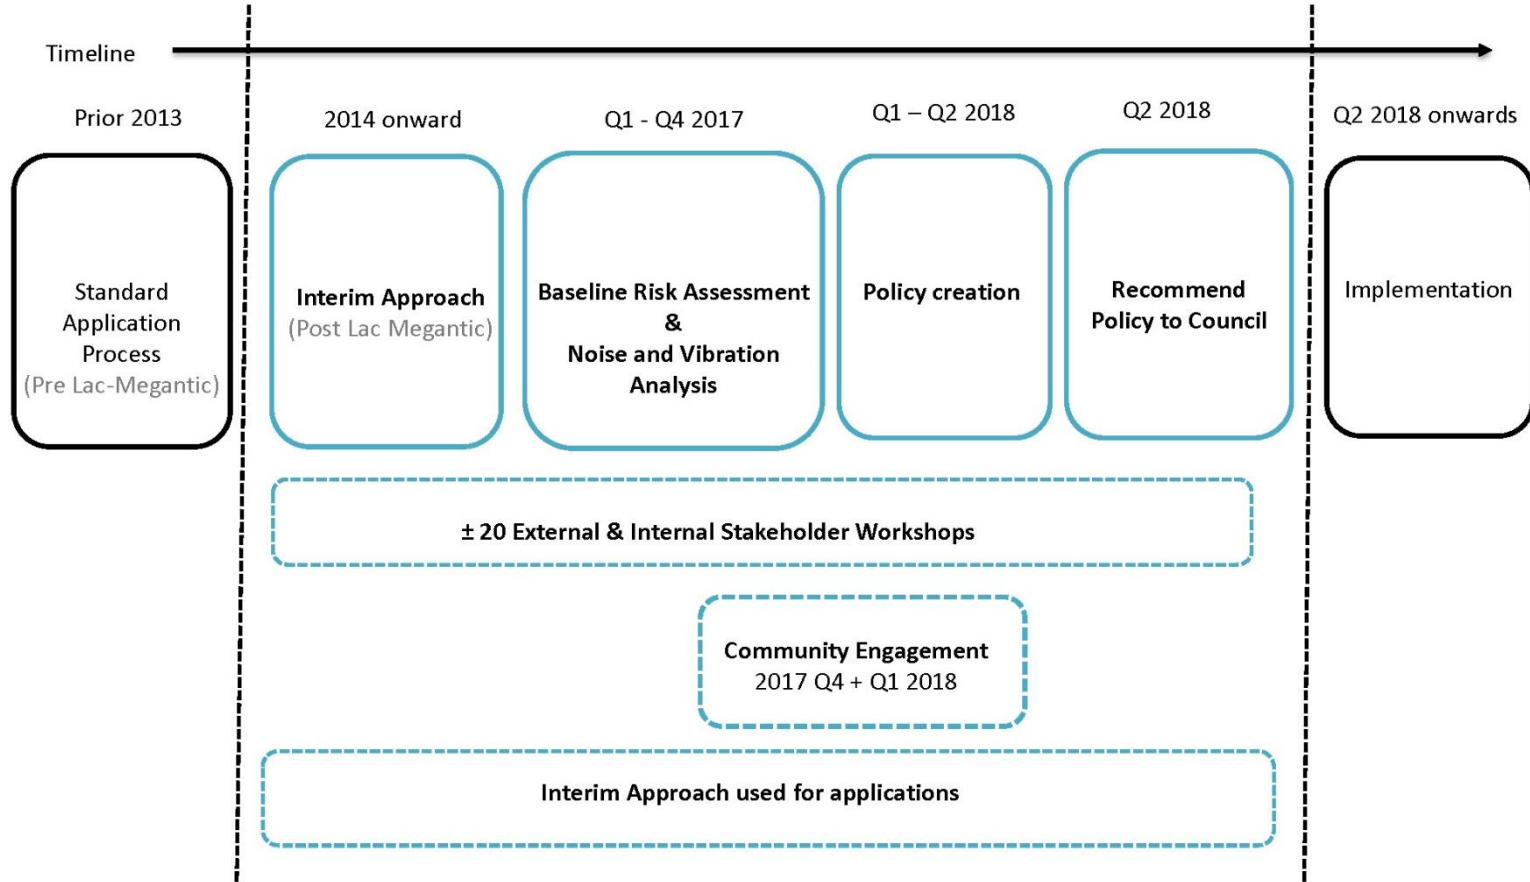 Timeline
Prior 2013
2014 onward
Q1 - Q4 2017
Q1 – Q2 2018
Q2 2018
Q2 2018 onwards
Standard
Application
Process
(Pre Lac-Megantic)
Interim Approach
(Post Lac Megantic)
Baseline Risk Assessment
&
Noise and Vibration
Analysis
Policy creation
Recommend
Policy to Council
Implementation
± 20 External & Internal Stakeholder Workshops
Community Engagement
2017 Q4 + Q1 2018
Interim Approach used for applications